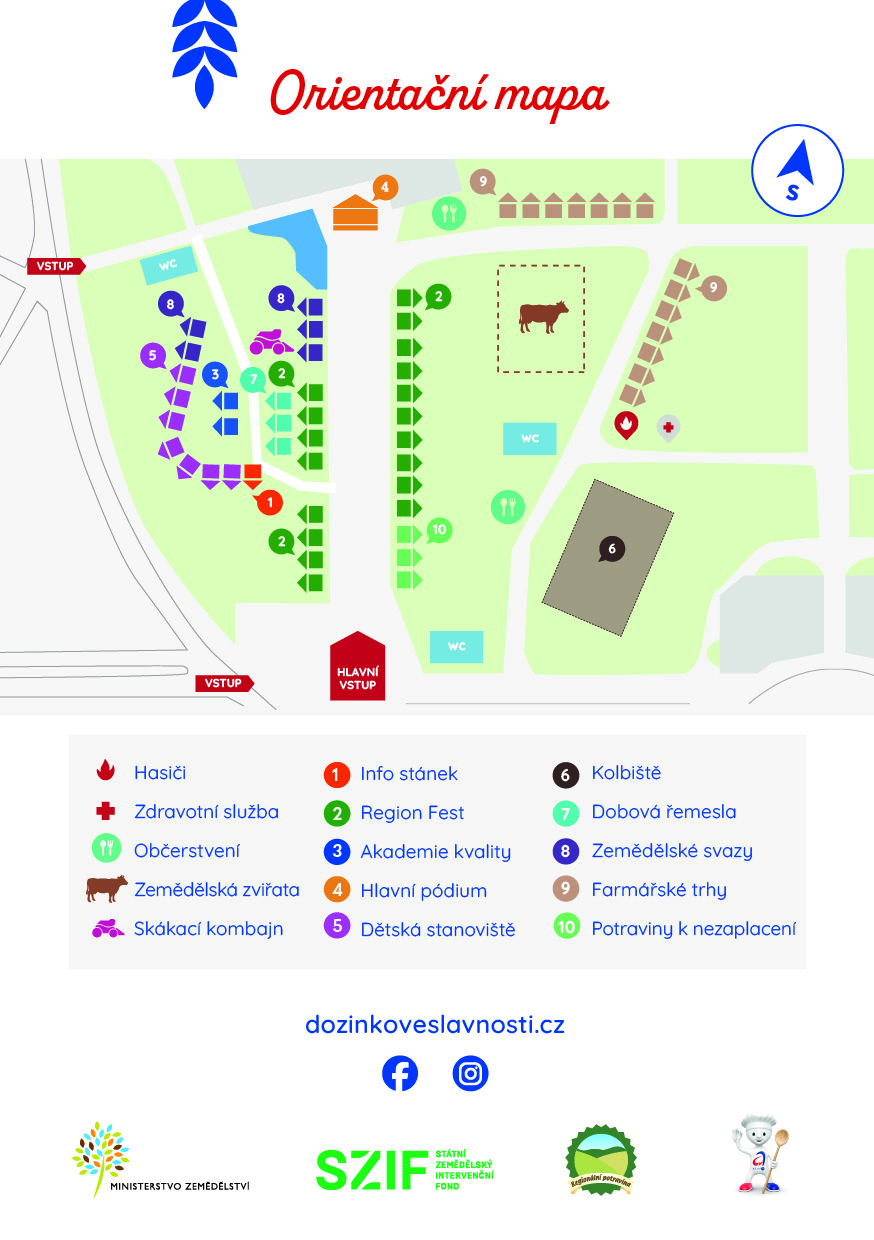 Orientační mapa
S
4
9
VSTUP
WC
8
8
2
9
5
3
7
2
WC
1
10
2
6
WC
HLAVNÍ
VSTUP
VSTUP
Hasiči
Zdravotní služba
Občerstvení
Zemědělská zvířata
Skákací kombajn
1 Info stánek
2 Region Fest
3 Akademie kvality
4 Hlavní pódium
5 Dětská stanoviště
6 Kolbiště
7 Dobová řemesla
8 Zemědělské svazy
9 Farmářské trhy
10 Potraviny k nezaplacení
dozinkoveslavnosti.cz
MINISTERSTVO ZEMĚDĚLSTVÍ
SZIF
STÁTNÍ
ZEMĚDĚLSKÝ
INTERVENČNÍ
FOND
Regionální potravina